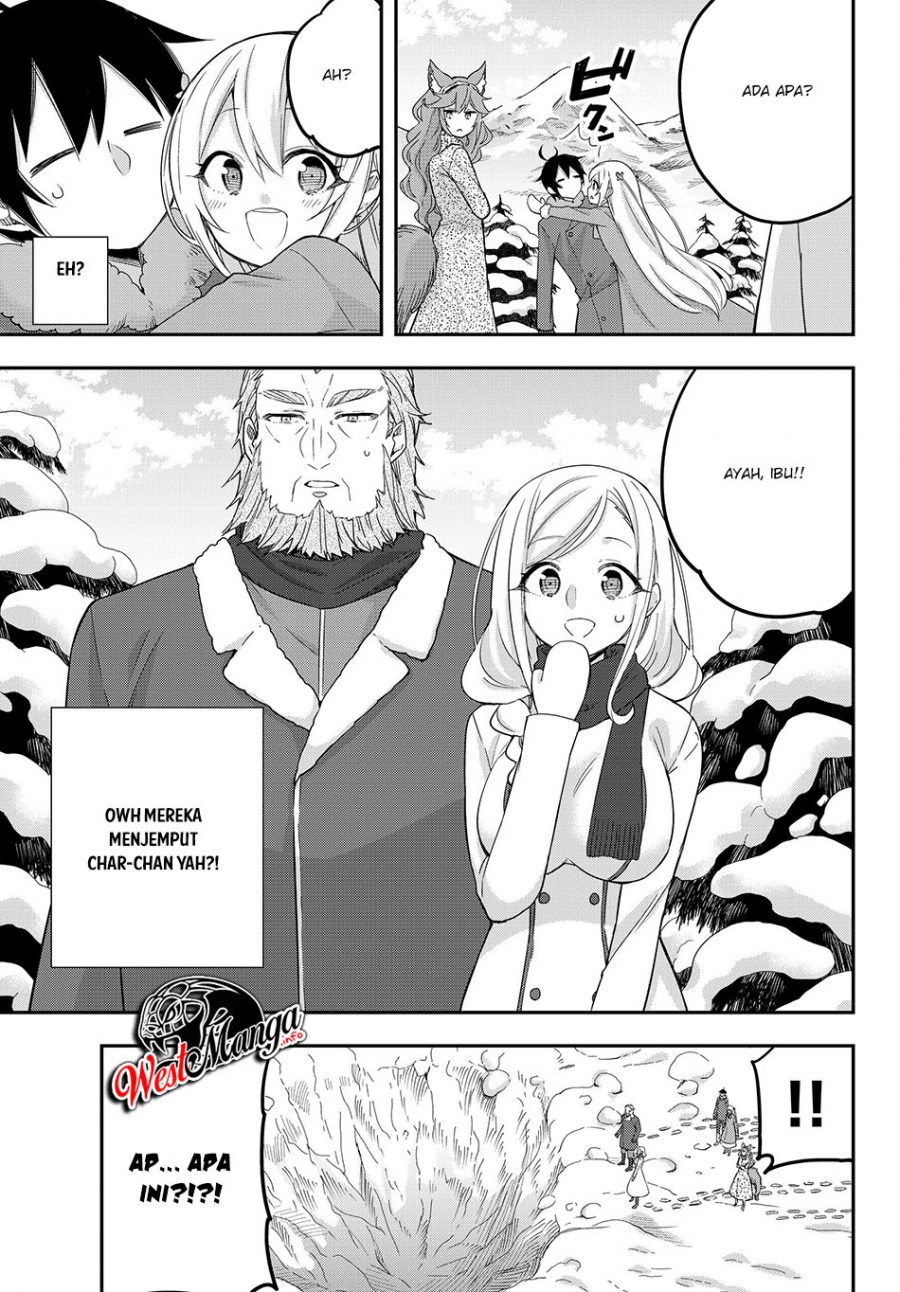 ADA APA?
ビクン
AH?
EH?
AYAH, IBU!!
OWH MEREKA
MENJEMPUT
CHAR-CHAN YAH?!
!!
AP... APA
INI?!?!
WestManga
.info